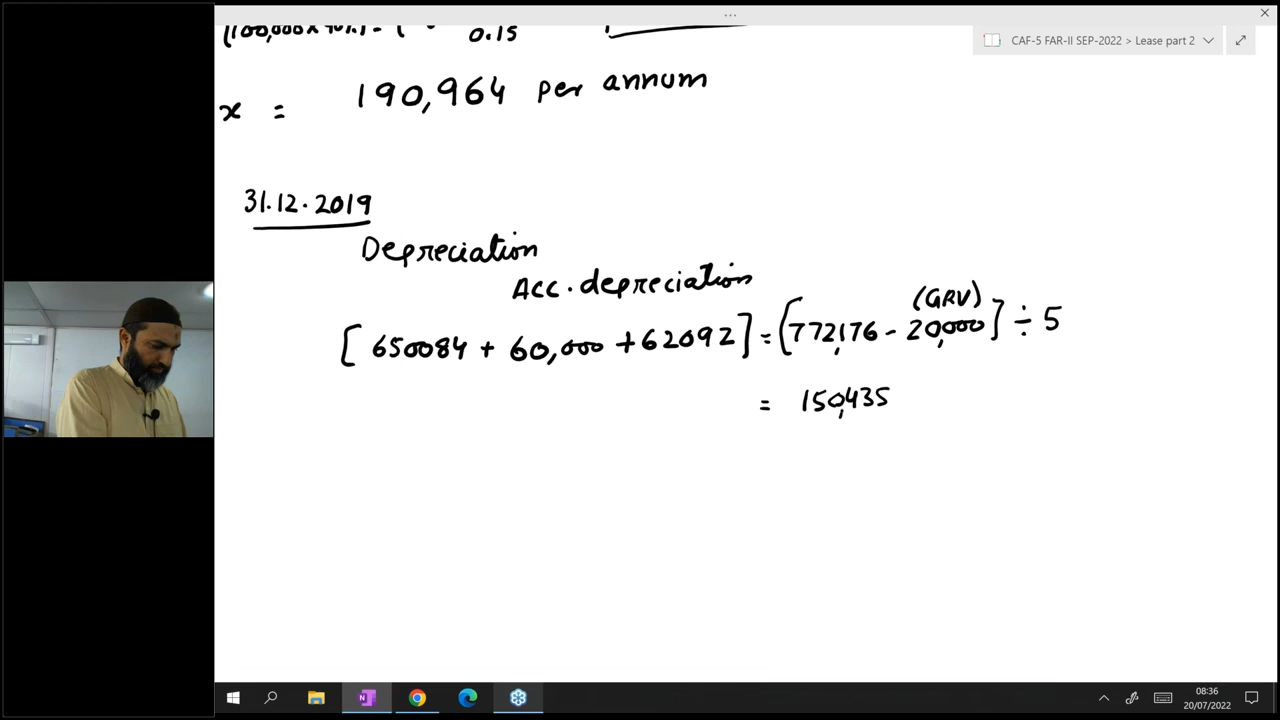 CAF-5 FAR-II SEP-2022 > Lease part 2
0.15
x = 190,964 per annum
31.12.2019
Depreciation
Acc. depreciation
(GRV)
[650084 + 60,000 + 62092] = [772,176 - 20,000] ÷ 5
= 150,435
08:36
20/07/2022